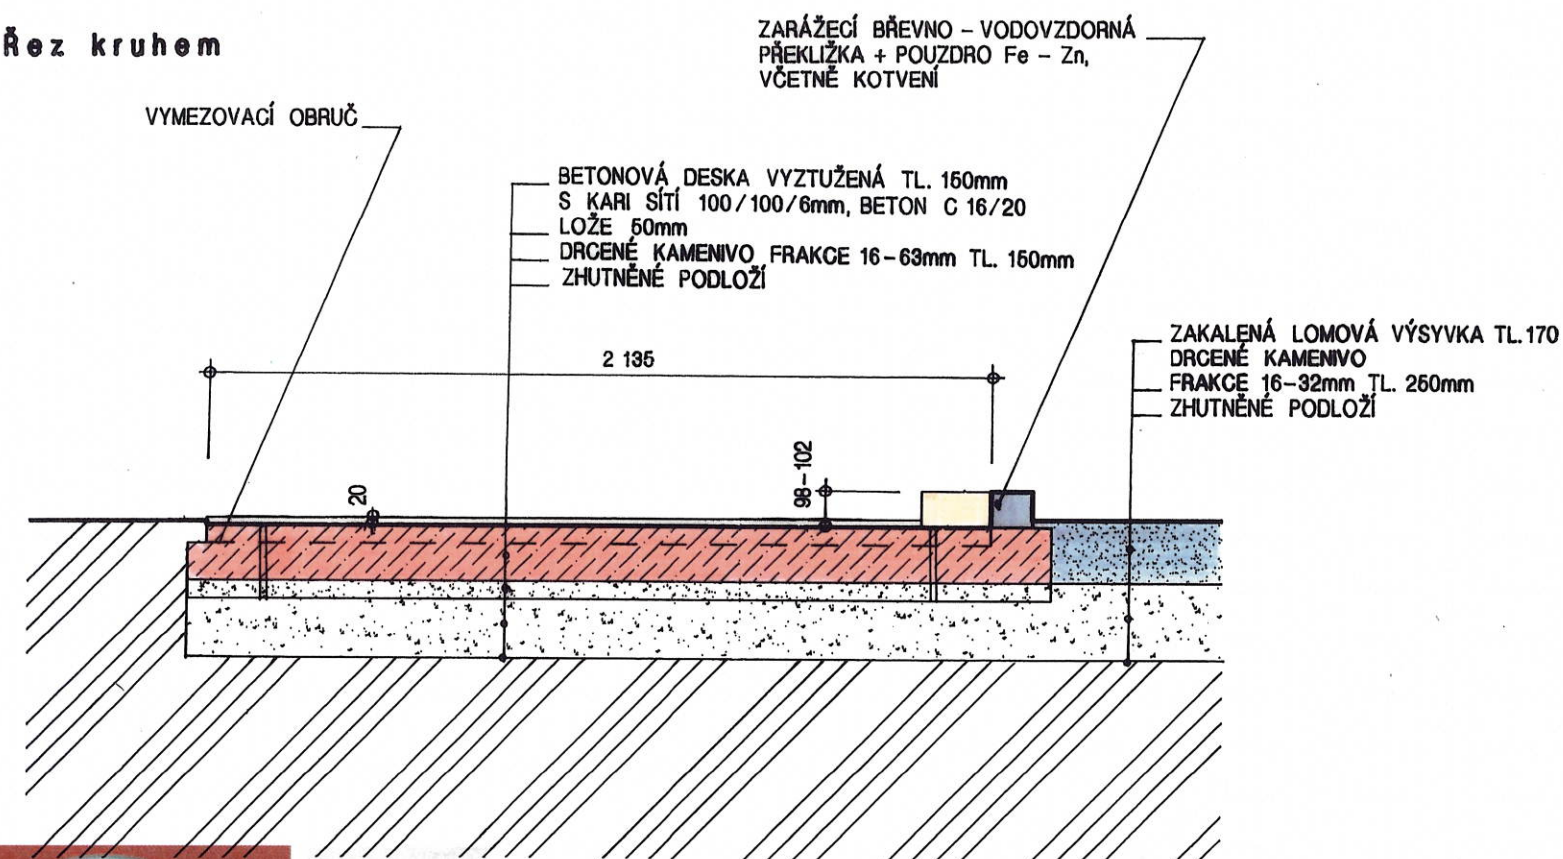 Řez kruhem
ZARÁŽECÍ BŘEVNO - VODOVZDORNÁ
PŘEKLIŽKA + POUZDRO Fe - Zn,
VČETNĚ KOTVENÍ
VYMEZOVACÍ OBRUČ
BETONOVÁ DESKA VYZTUŽENÁ TL. 150mm
S KARI SÍTÍ 100/100/6mm, BETON C 16/20
LOŽE 50mm
DRCENÉ KAMENIVO FRAKCE 16-63mm TL. 150mm
ZHUTNĚNÉ PODLOŽÍ
ZAKALENÁ LOMOVÁ VÝSYVKA TL.170
DRCENÉ KAMENIVO
FRAKCE 16-32mm TL. 250mm
ZHUTNĚNÉ PODLOŽÍ
2 135
20
98-102